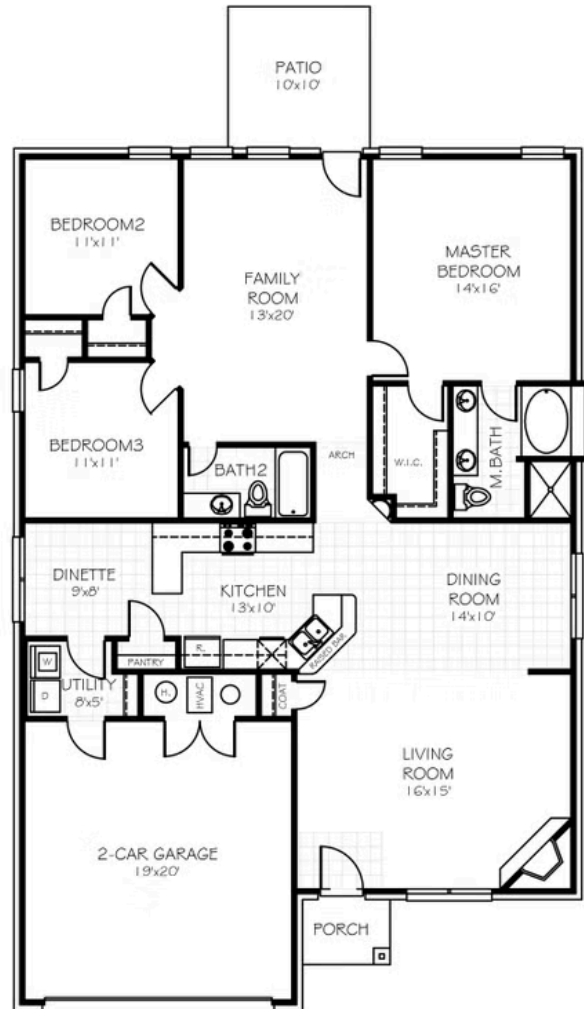 PATIO
10'x10'
BEDROOM2
11'x11'
MASTER
BEDROOM
14'x16'
FAMILY
ROOM
13'x20'
BEDROOM3
11'x11'
BATH2
ARCH
W.I.C.
M.BATH
DINETTE
9'x8'
KITCHEN
13'x10'
DINING
ROOM
14'x10'
R.
RAISED BAR
PANTRY
W
D
UTILITY
8'x5'
H.
HVAC
COAT
LIVING
ROOM
16'x15'
2-CAR GARAGE
19'x20'
PORCH